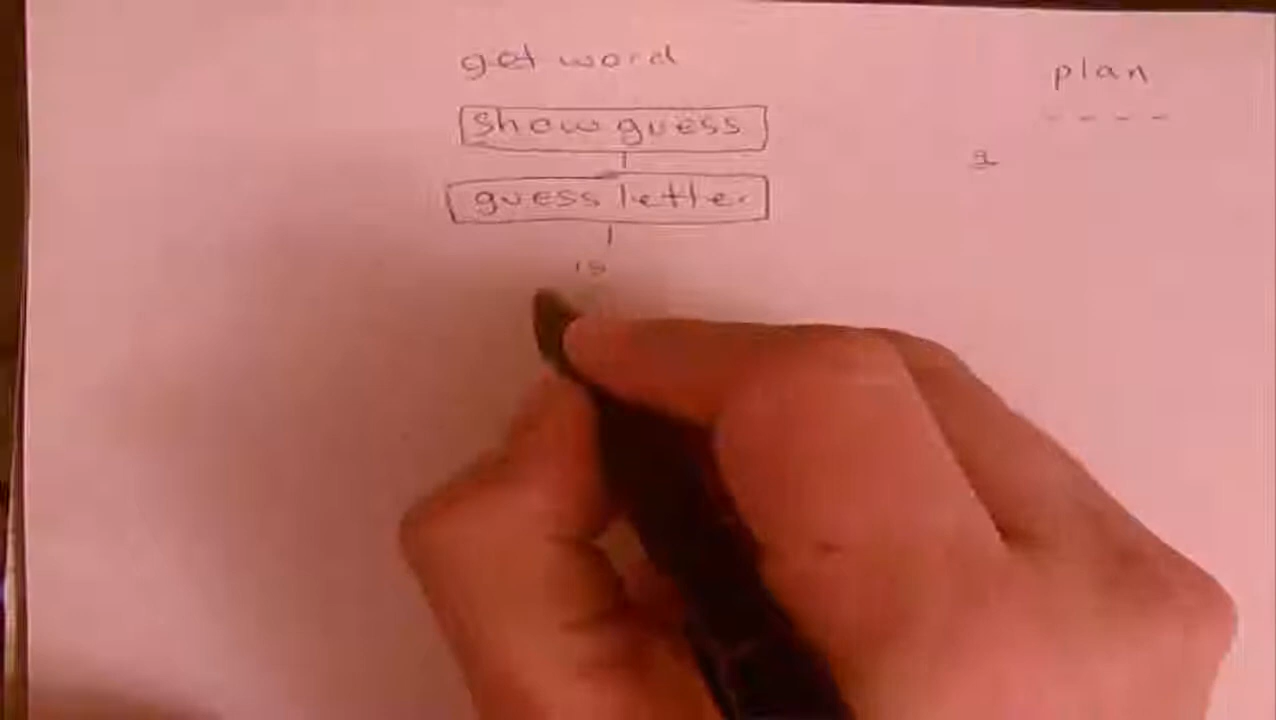 get word
show guess
guess letter
is
plan
- - - -
a